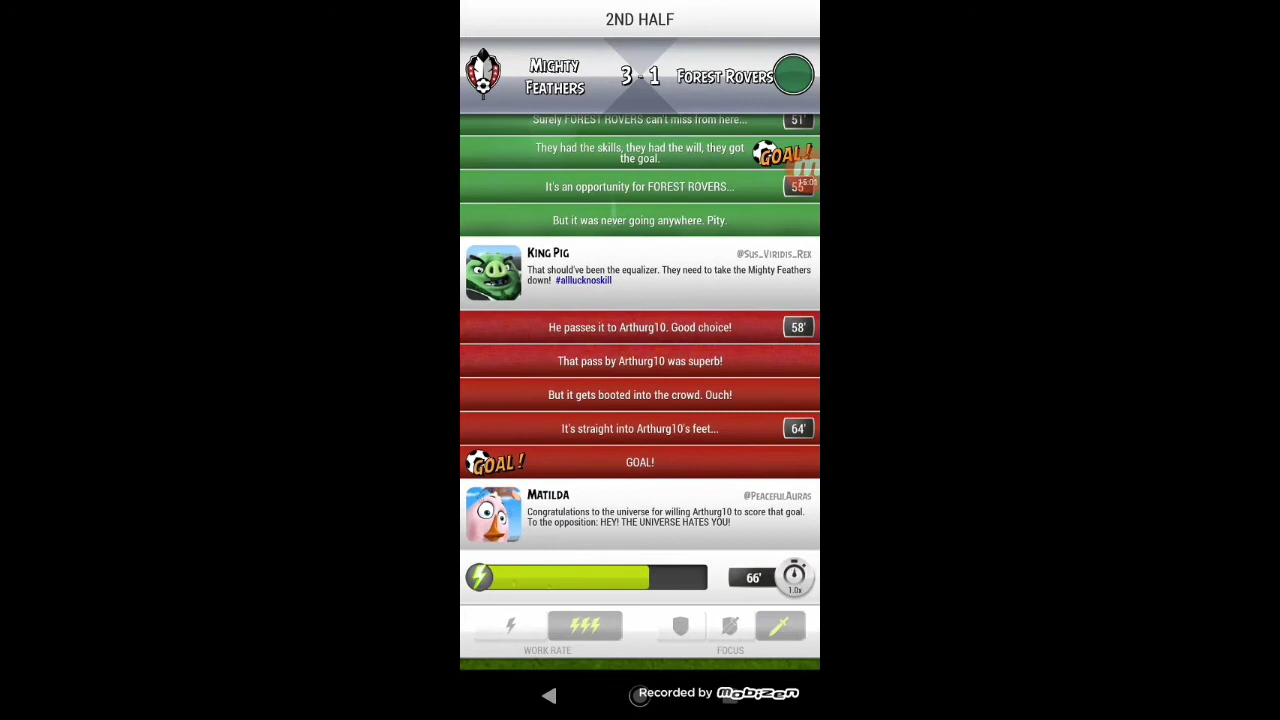 2ND HALF
MIGHTY
FEATHERS
3 - 1
FOREST ROVERS
Surely FOREST ROVERS can't miss from here...
51'
They had the skills, they had the will, they got
the goal.
GOAL!
It's an opportunity for FOREST ROVERS...
15:01
But it was never going anywhere. Pity.
KING PIG
@SUS_VIRIDIS_REX
That should've been the equalizer. They need to take the Mighty Feathers
down! #alllucknoskill
He passes it to Arthurg10. Good choice!
58'
That pass by Arthurg10 was superb!
But it gets booted into the crowd. Ouch!
It's straight into Arthurg10's feet...
64'
GOAL!
GOAL!
MATILDA
@PEACEFULAURAS
Congratulations to the universe for willing Arthurg10 to score that goal.
To the opposition: HEY! THE UNIVERSE HATES YOU!
66'
1.0x
WORK RATE
FOCUS
Recorded by MOBIZEN